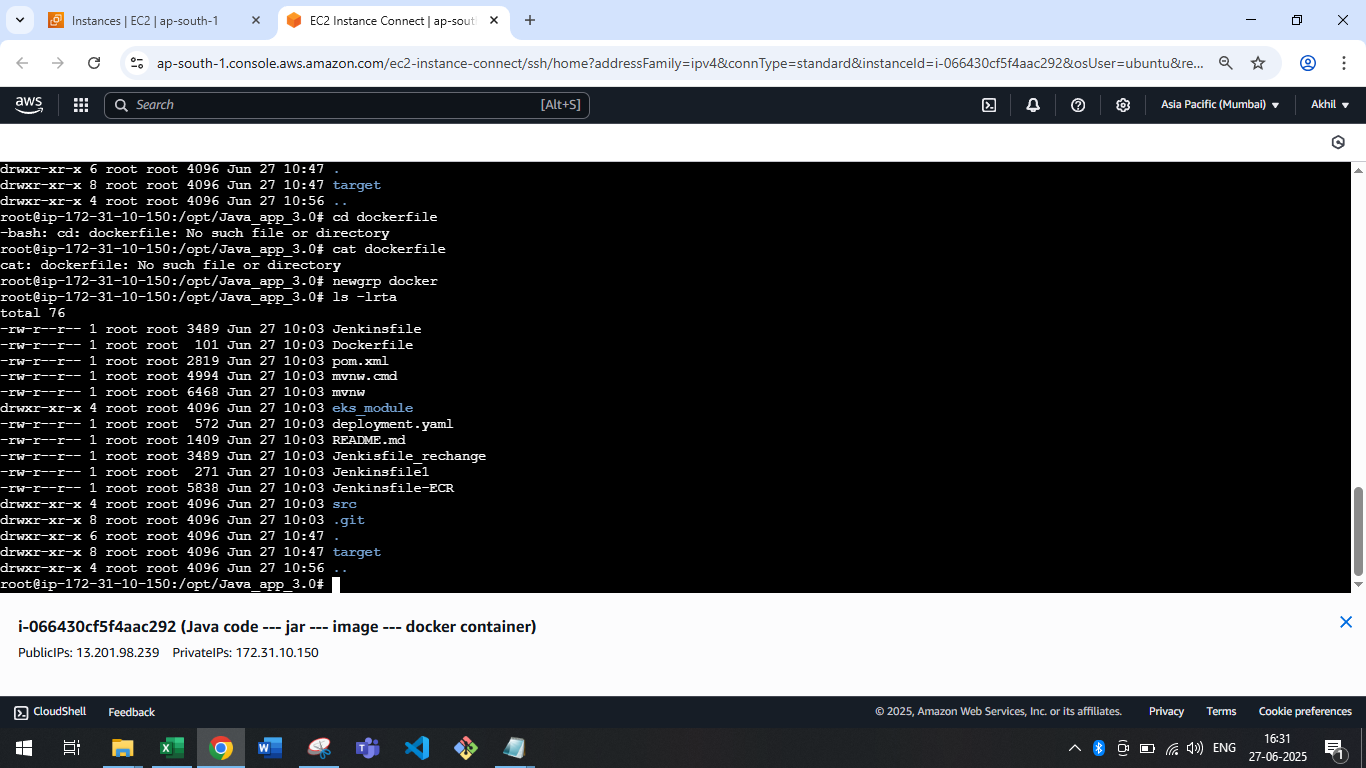 Instances | EC2 | ap-south-1
EC2 Instance Connect | ap-sout
ap-south-1.console.aws.amazon.com/ec2-instance-connect/ssh/home?addressFamily=ipv4&connType=standard&instanceId=i-066430cf5f4aac292&osUser=ubuntu&re...
aws
Search
[Alt+S]
Asia Pacific (Mumbai)
Akhil
drwxr-xr-x 6 root root 4096 Jun 27 10:47 .
drwxr-xr-x 8 root root 4096 Jun 27 10:47 target
drwxr-xr-x 4 root root 4096 Jun 27 10:56 ..
root@ip-172-31-10-150:/opt/Java_app_3.0# cd dockerfile
-bash: cd: dockerfile: No such file or directory
root@ip-172-31-10-150:/opt/Java_app_3.0# cat dockerfile
cat: dockerfile: No such file or directory
root@ip-172-31-10-150:/opt/Java_app_3.0# newgrp docker
root@ip-172-31-10-150:/opt/Java_app_3.0# ls -lrta
total 76
-rw-r--r-- 1 root root 3489 Jun 27 10:03 Jenkinsfile
-rw-r--r-- 1 root root  101 Jun 27 10:03 Dockerfile
-rw-r--r-- 1 root root 2819 Jun 27 10:03 pom.xml
-rw-r--r-- 1 root root 4994 Jun 27 10:03 mvnw.cmd
-rw-r--r-- 1 root root 6468 Jun 27 10:03 mvnw
drwxr-xr-x 4 root root 4096 Jun 27 10:03 eks_module
-rw-r--r-- 1 root root  572 Jun 27 10:03 deployment.yaml
-rw-r--r-- 1 root root 1409 Jun 27 10:03 README.md
-rw-r--r-- 1 root root 3489 Jun 27 10:03 Jenkisfile_rechange
-rw-r--r-- 1 root root  271 Jun 27 10:03 Jenkinsfile1
-rw-r--r-- 1 root root 5838 Jun 27 10:03 Jenkinsfile-ECR
drwxr-xr-x 4 root root 4096 Jun 27 10:03 src
drwxr-xr-x 8 root root 4096 Jun 27 10:03 .git
drwxr-xr-x 6 root root 4096 Jun 27 10:47 .
drwxr-xr-x 8 root root 4096 Jun 27 10:47 target
drwxr-xr-x 4 root root 4096 Jun 27 10:56 ..
root@ip-172-31-10-150:/opt/Java_app_3.0#
i-066430cf5f4aac292 (Java code --- jar --- image --- docker container)
PublicIPs: 13.201.98.239 PrivateIPs: 172.31.10.150
CloudShell
Feedback
© 2025, Amazon Web Services, Inc. or its affiliates.
Privacy
Terms
Cookie preferences
ENG
16:31
27-06-2025
1